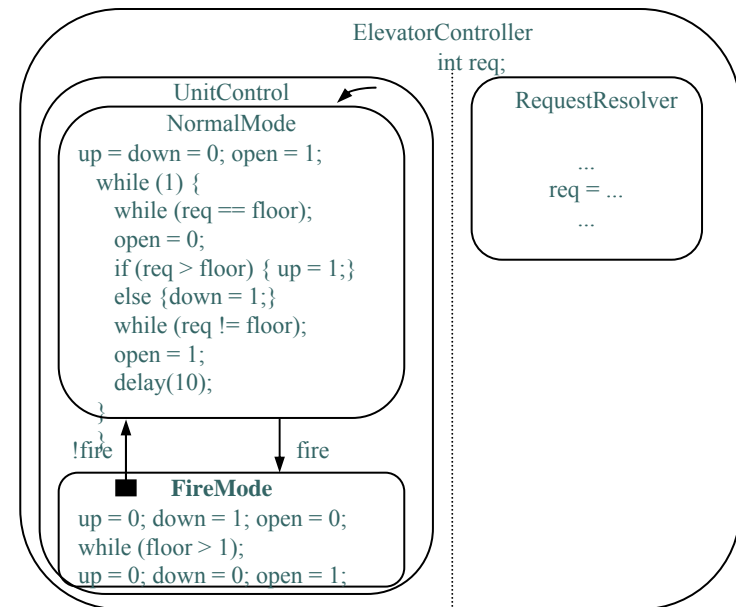 ElevatorController
int req;
UnitControl
NormalMode
up = down = 0; open = 1;
while (1) {
while (req == floor);
open = 0;
if (req > floor) { up = 1;}
else {down = 1;}
while (req != floor);
open = 1;
delay(10);
}
}
!fire
fire
FireMode
up = 0; down = 1; open = 0;
while (floor > 1);
up = 0; down = 0; open = 1;
RequestResolver
...
req = ...
...